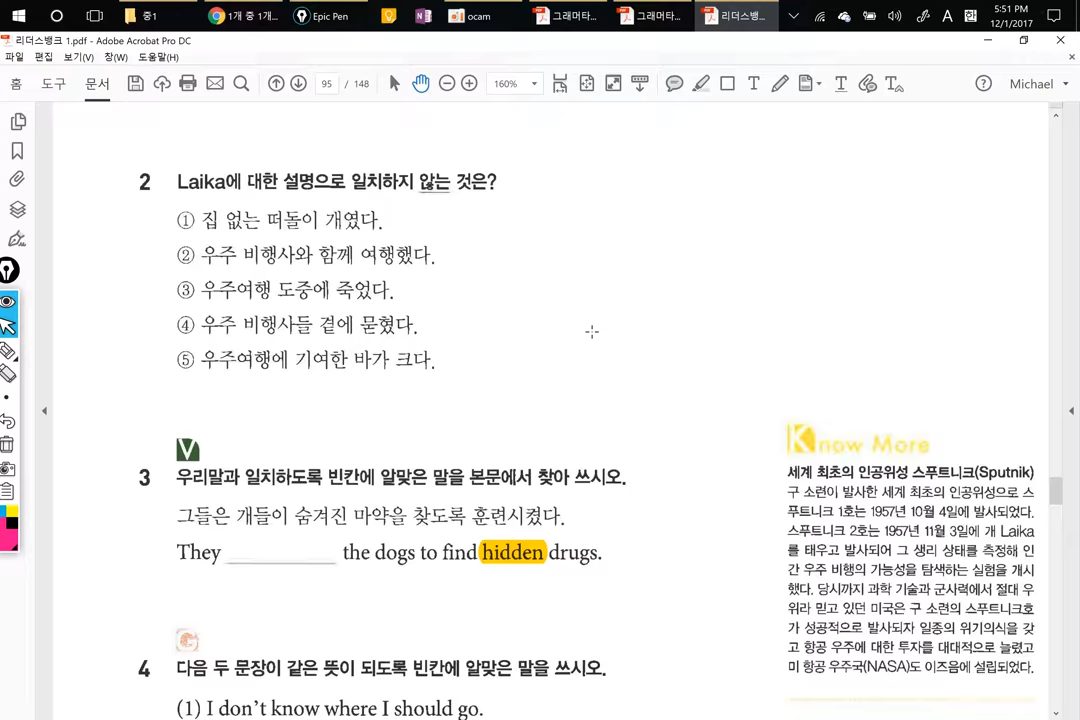 중1
1개 중 1개...
Epic Pen
ocam
그래머타...
그래머타...
리더스뱅...
A
한
5:51 PM
12/1/2017
리더스뱅크 1.pdf - Adobe Acrobat Pro DC
파일 편집 보기(V) 창(W) 도움말(H)
홈 도구 문서
95 / 148
160%
Michael
2 Laika에 대한 설명으로 일치하지 않는 것은?
① 집 없는 떠돌이 개였다.
② 우주 비행사와 함께 여행했다.
③ 우주여행 도중에 죽었다.
④ 우주 비행사들 곁에 묻혔다.
⑤ 우주여행에 기여한 바가 크다.
V
3 우리말과 일치하도록 빈칸에 알맞은 말을 본문에서 찾아 쓰시오.
그들은 개들이 숨겨진 마약을 찾도록 훈련시켰다.
They ____________ the dogs to find hidden drugs.
G
4 다음 두 문장이 같은 뜻이 되도록 빈칸에 알맞은 말을 쓰시오.
(1) I don't know where I should go.
Know More
세계 최초의 인공위성 스푸트니크(Sputnik)
구 소련이 발사한 세계 최초의 인공위성으로 스
푸트니크 1호는 1957년 10월 4일에 발사되었다.
스푸트니크 2호는 1957년 11월 3일에 개 Laika
를 태우고 발사되어 그 생리 상태를 측정해 인
간 우주 비행의 가능성을 탐색하는 실험을 개시
했다. 당시까지 과학 기술과 군사력에서 절대 우
위라 믿고 있던 미국은 구 소련의 스푸트니크호
가 성공적으로 발사되자 일종의 위기의식을 갖
고 항공 우주에 대한 투자를 대대적으로 늘렸고
미 항공 우주국(NASA)도 이즈음에 설립되었다.